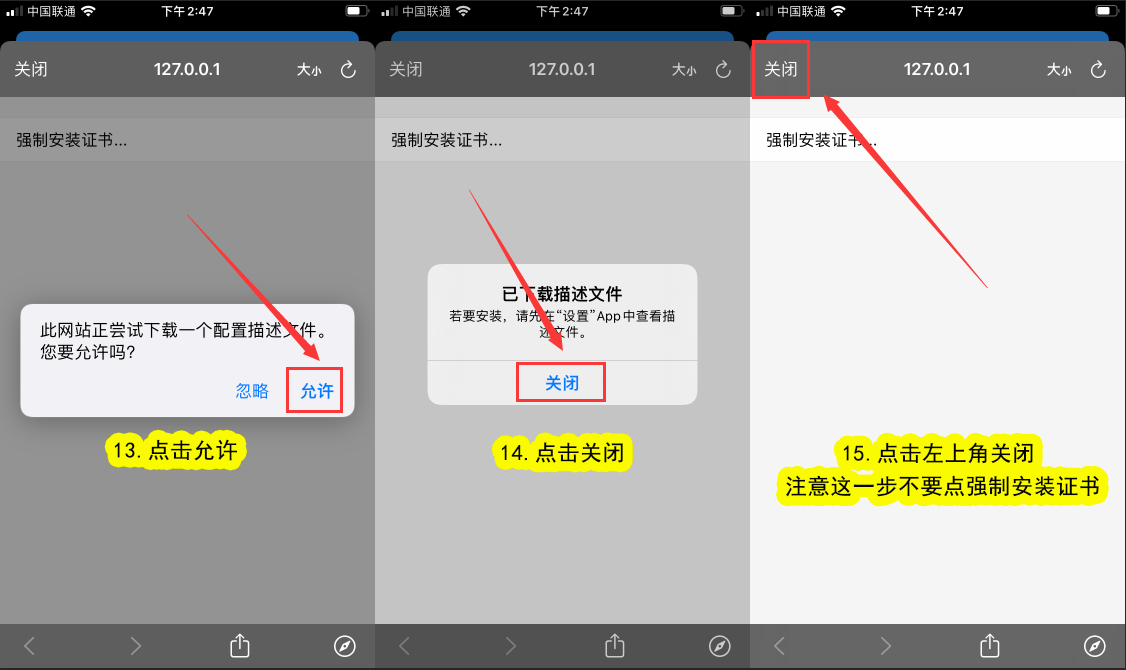 中国联通 下午2:47
关闭 127.0.0.1 大小
强制安装证书...
此网站正尝试下载一个配置描述文件。
您要允许吗?
忽略 允许
13. 点击允许
中国联通 下午2:47
关闭 127.0.0.1 大小
强制安装证书...
已下载描述文件
若要安装，请先在“设置”App中查看描
述文件。
关闭
14. 点击关闭
中国联通 下午2:47
关闭 127.0.0.1 大小
强制安装证书...
15. 点击左上角关闭
注意这一步不要点强制安装证书